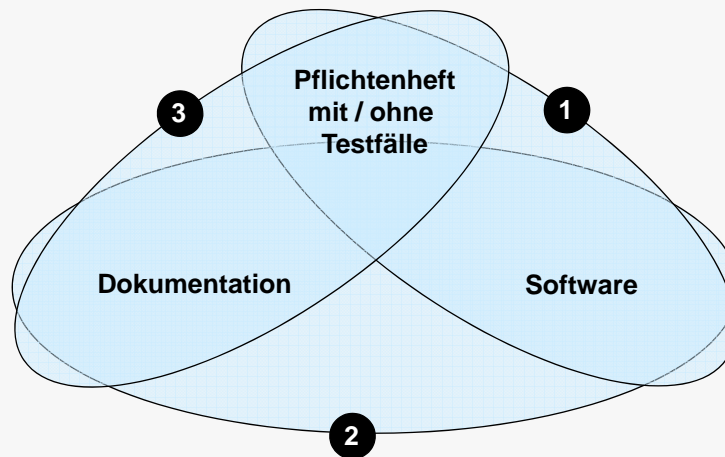 Pflichtenheft
mit / ohne
Testfälle
3
1
Dokumentation
Software
2